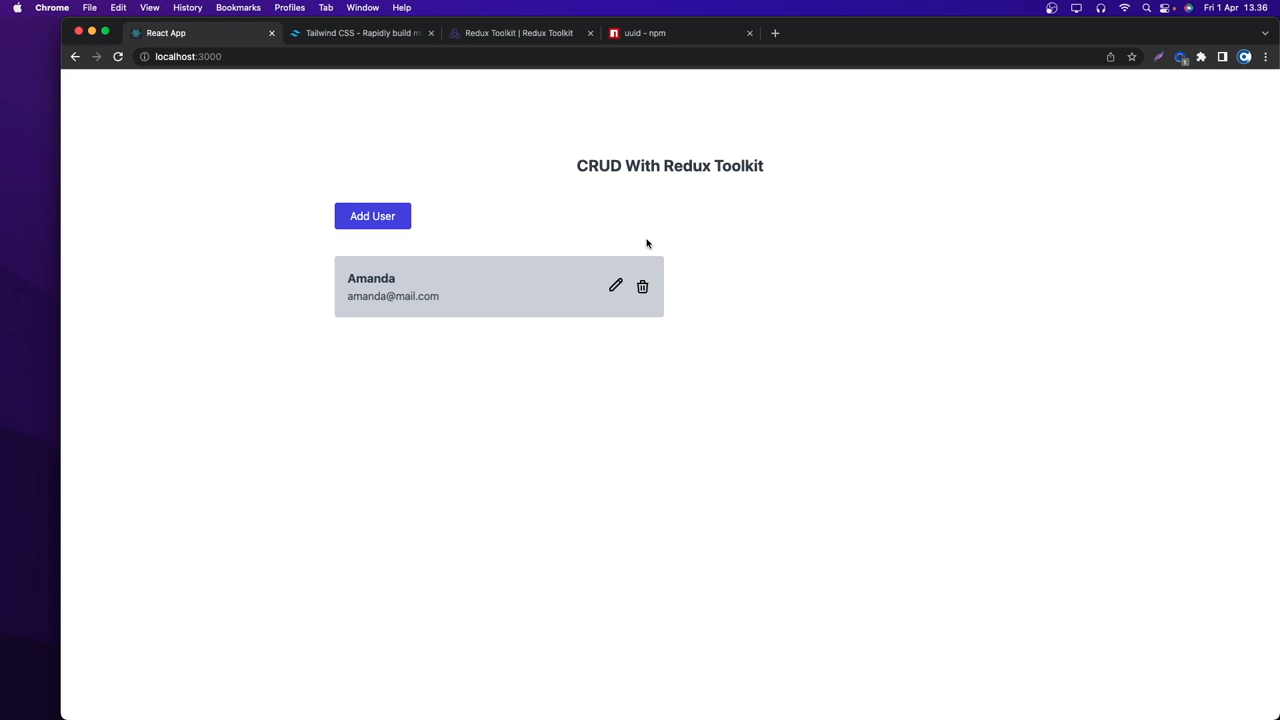 Chrome File Edit View History Bookmarks Profiles Tab Window Help Fri 1 Apr 13.36
React App Tailwind CSS - Rapidly build m Redux Toolkit | Redux Toolkit uuid - npm
localhost:3000
CRUD With Redux Toolkit
Add User
Amanda
amanda@mail.com